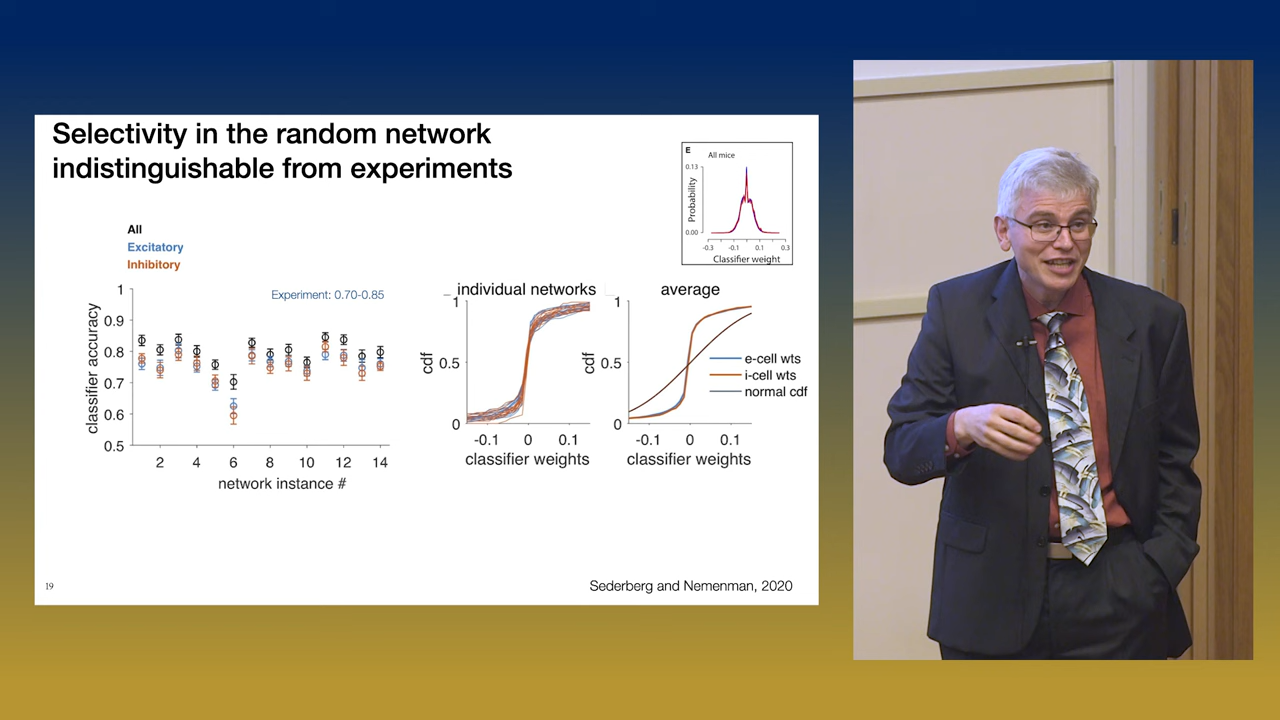 Selectivity in the random network
indistinguishable from experiments
E
All mice
0.13
Probability
0.00
-0.3
-0.1
0.1
0.3
Classifier weight
All
Excitatory
Inhibitory
Experiment: 0.70-0.85
1
0.9
0.8
0.7
0.6
0.5
classifier accuracy
2
4
6
8
10
12
14
network instance #
individual networks
1
0.5
0
cdf
-0.1
0
0.1
classifier weights
average
1
0.5
0
cdf
e-cell wts
i-cell wts
normal cdf
-0.1
0
0.1
classifier weights
19
Sederberg and Nemenman, 2020